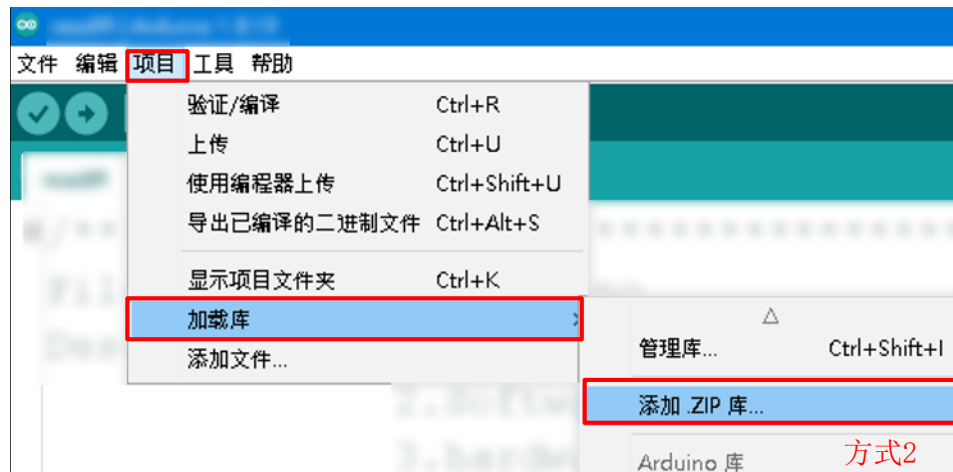 文件 编辑 项目 工具 帮助
验证/编译 Ctrl+R
上传 Ctrl+U
使用编程器上传 Ctrl+Shift+U
导出已编译的二进制文件 Ctrl+Alt+S
显示项目文件夹 Ctrl+K
加载库
添加文件...
管理库... Ctrl+Shift+I
添加 .ZIP 库...
Arduino 库
方式2